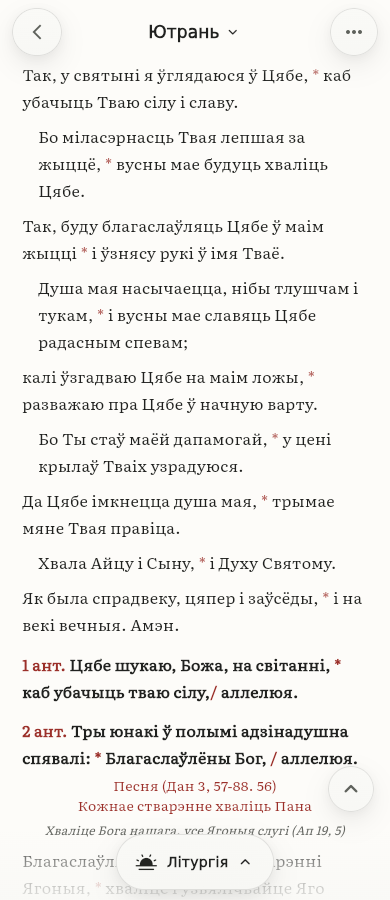 Ютрань
Так, у святыні я ўглядаюся ў Цябе, * каб
убачыць Тваю сілу і славу.
Бо міласэрнасць Твая лепшая за
жыццё, * вусны мае будуць хваліць
Цябе.
Так, буду благаслаўляць Цябе ў маім
жыцці * і ўзнясу рукі ў імя Тваё.
Душа мая насычаецца, нібы тлушчам і
тукам, * і вусны мае славяць Цябе
радасным спевам;
калі ўзгадваю Цябе на маім ложы, *
разважаю пра Цябе ў начную варту.
Бо Ты стаў маёй дапамогай, * у цені
крылаў Тваіх узрадуюся.
Да Цябе імкнецца душа мая, * трымае
мяне Твая правіца.
Хвала Айцу і Сыну, * і Духу Святому.
Як была спрадвеку, цяпер і заўсёды, * і на
векі вечныя. Амэн.
1 ант. Цябе шукаю, Божа, на світанні, *
каб убачыць тваю сілу,/ аллелюя.
2 ант. Тры юнакі ў полымі адзінадушна
спявалі: * Благаслаўлёны Бог, / аллелюя.
Песня (Дан 3, 57-88. 56)
Кожнае стварэнне хваліць Пана
Хваліце Бога нашага, усе Ягоныя слугі (Ап 19, 5)
Літургія
Ягоныя, *